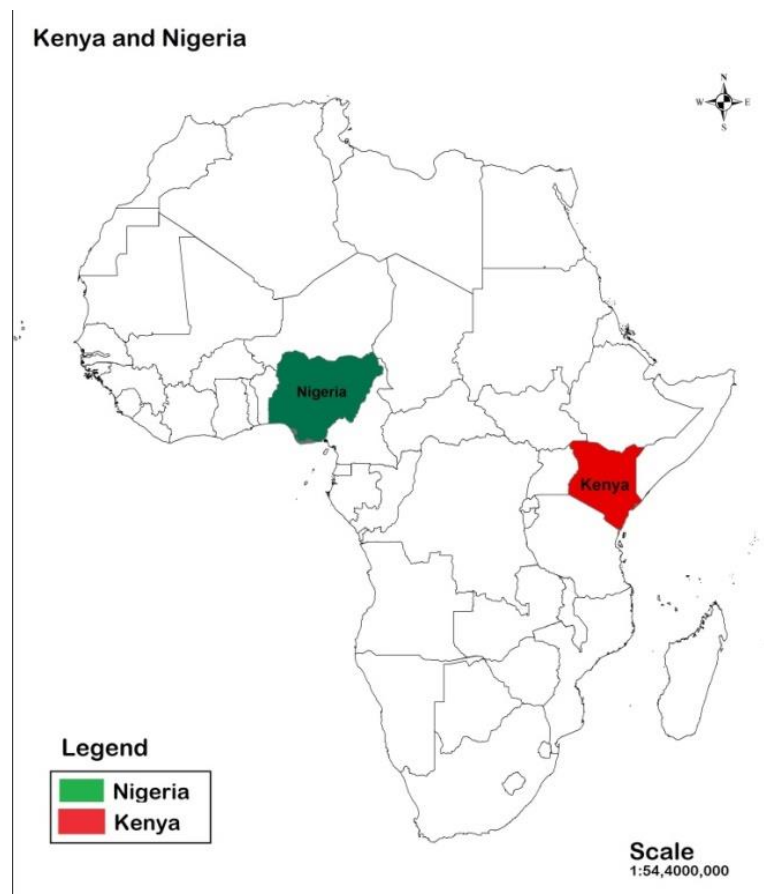 Kenya and Nigeria
N
W E
S
Nigeria
Kenya
Legend
Nigeria
Kenya
Scale
1:54,4000,000